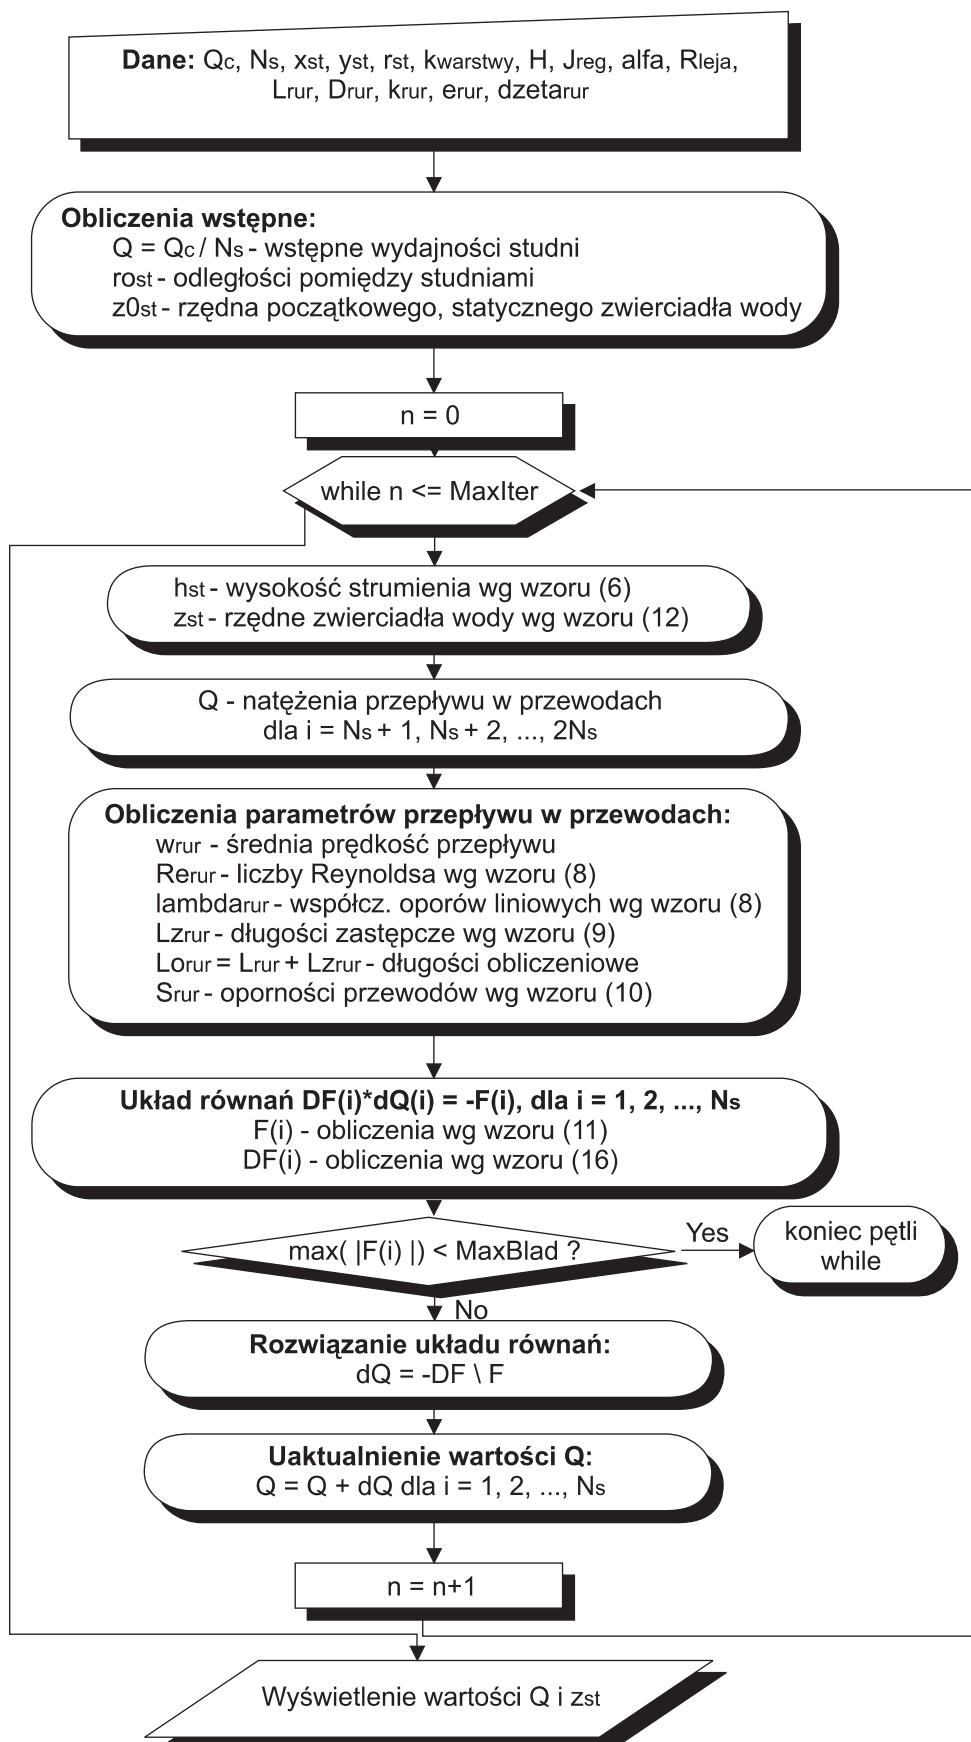 Dane: Qc, Ns, xst, yst, rst, kwarstwy, H, Jreg, alfa, Rleja,
Lrur, Drur, krur, erur, dzetarur
Obliczenia wstępne:
Q = Qc / Ns - wstępne wydajności studni
rost - odległości pomiędzy studniami
z0st - rzędna początkowego, statycznego zwierciadła wody
n = 0
while n <= MaxIter
hst - wysokość strumienia wg wzoru (6)
zst - rzędne zwierciadła wody wg wzoru (12)
Q - natężenia przepływu w przewodach
dla i = Ns + 1, Ns + 2, ..., 2Ns
Obliczenia parametrów przepływu w przewodach:
wrur - średnia prędkość przepływu
Rerur - liczby Reynoldsa wg wzoru (8)
lambdarur - współcz. oporów liniowych wg wzoru (8)
Lzrur - długości zastępcze wg wzoru (9)
Lorur = Lrur + Lzrur - długości obliczeniowe
Srur - oporności przewodów wg wzoru (10)
Układ równań DF(i)*dQ(i) = -F(i), dla i = 1, 2, ..., Ns
F(i) - obliczenia wg wzoru (11)
DF(i) - obliczenia wg wzoru (16)
max( |F(i) |) < MaxBlad ?
Yes
koniec pętli
while
No
Rozwiązanie układu równań:
dQ = -DF \ F
Uaktualnienie wartości Q:
Q = Q + dQ dla i = 1, 2, ..., Ns
n = n+1
Wyświetlenie wartości Q i zst